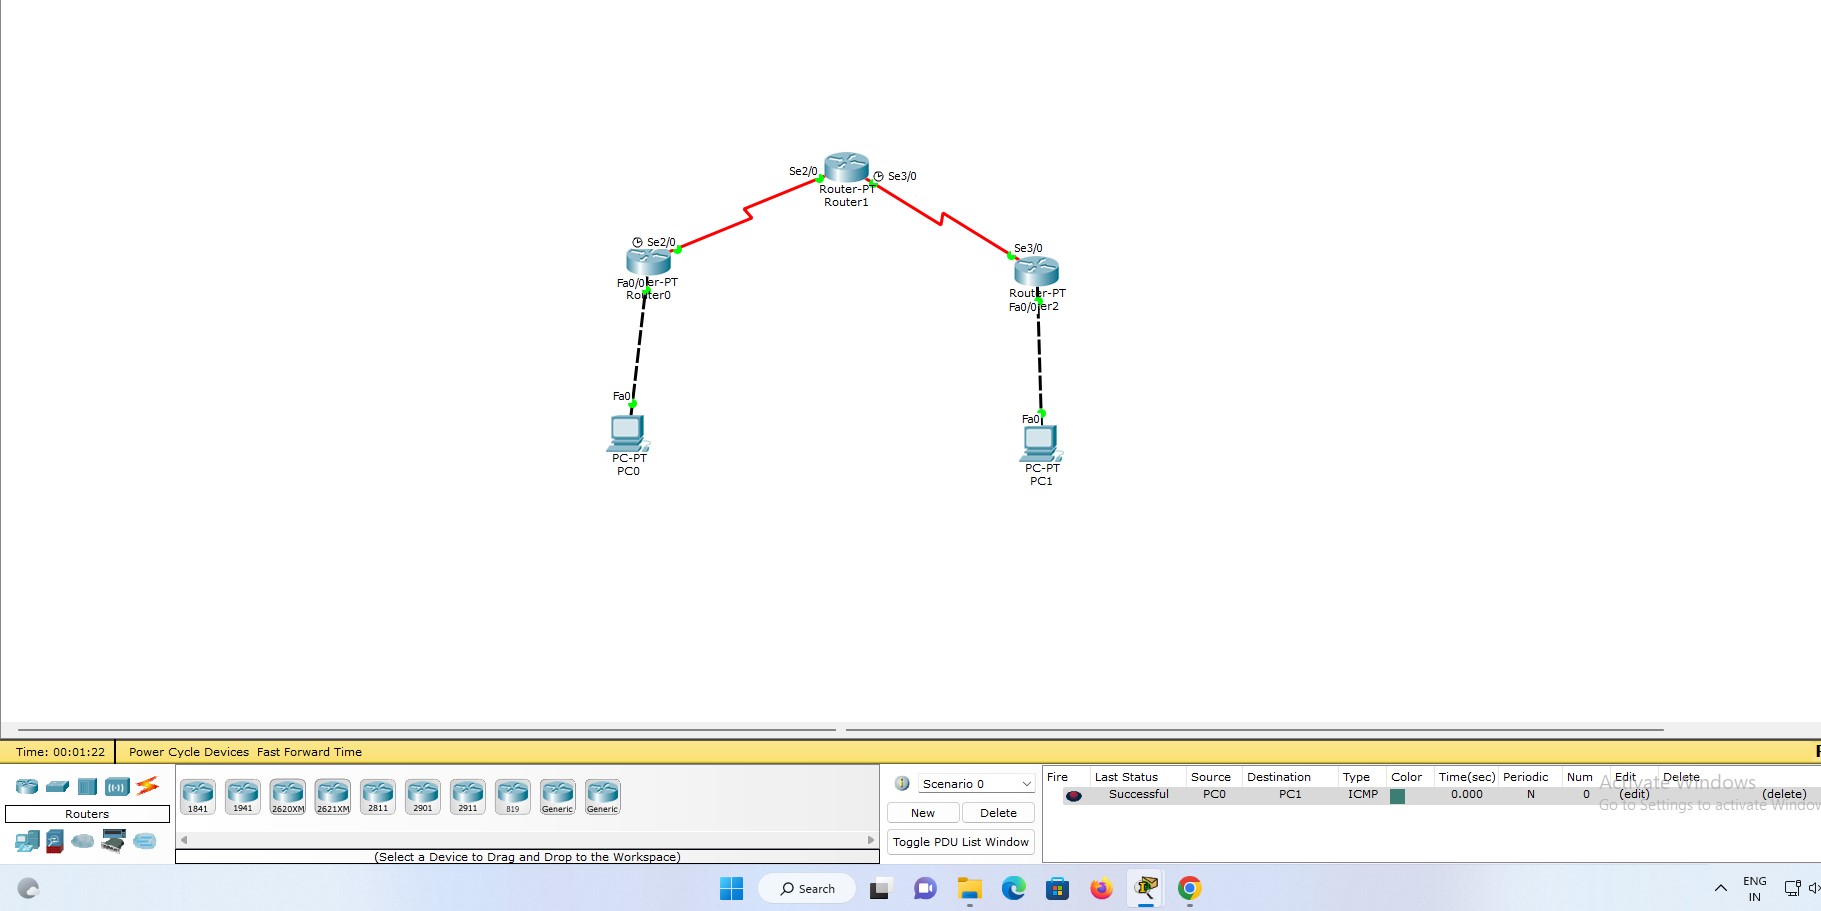 Se2/0
Se3/0
Router-PT
Router1
Se2/0
Se3/0
Fa0/0
er-PT
Router0
Router-PT
Fa0/0
er2
Fa0
PC-PT
PC0
Fa0
PC-PT
PC1
Time: 00:01:22
Power Cycle Devices Fast Forward Time
Routers
1841
1941
2620XM
2621XM
2811
2901
2911
819
Generic
Generic
(Select a Device to Drag and Drop to the Workspace)
Scenario 0
New
Delete
Toggle PDU List Window
Fire Last Status Source Destination Type Color Time(sec) Periodic Num Edit Delete
Successful PC0 PC1 ICMP 0.000 N 0 (edit) (delete)
Activate Windows
Go to Settings to activate Window
Search
ENG
IN